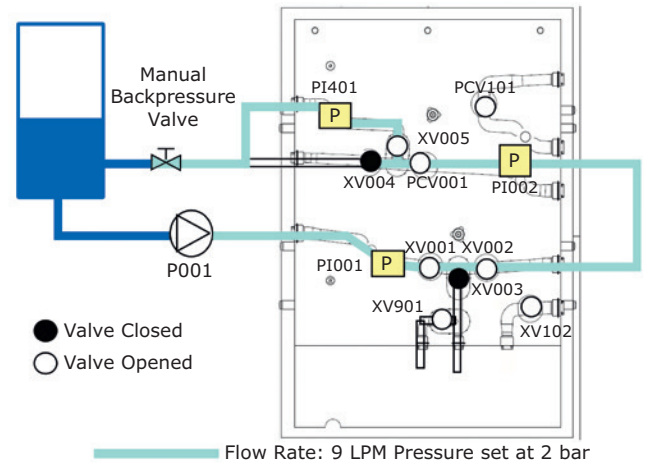 Manual
Backpressure
Valve
PI401
P
PCV101
XV005
P
XV004
PCV001
PI002
P001
PI001
P
XV001
XV002
XV003
XV901
XV102
Valve Closed
Valve Opened
Flow Rate: 9 LPM Pressure set at 2 bar